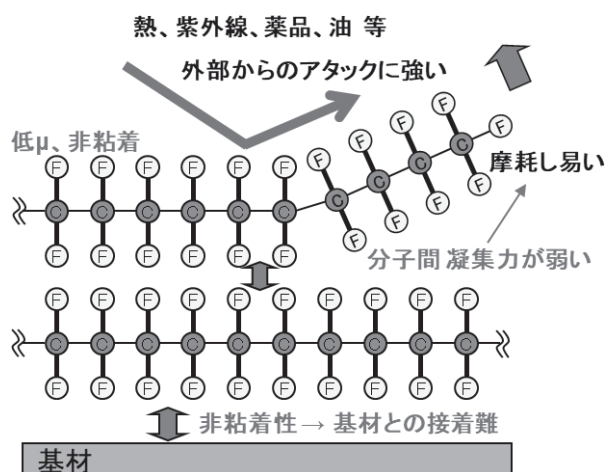 熱、紫外線、薬品、油 等
外部からのアタックに強い
低μ、非粘着
F F F F F F F F F F
C C C C C C C C C C
F F F F F F F F F
摩耗し易い
分子間 凝集力が弱い
F F F F F F F F F F
C C C C C C C C C C
F F F F F F F F F F
非粘着性→ 基材との接着難
基材